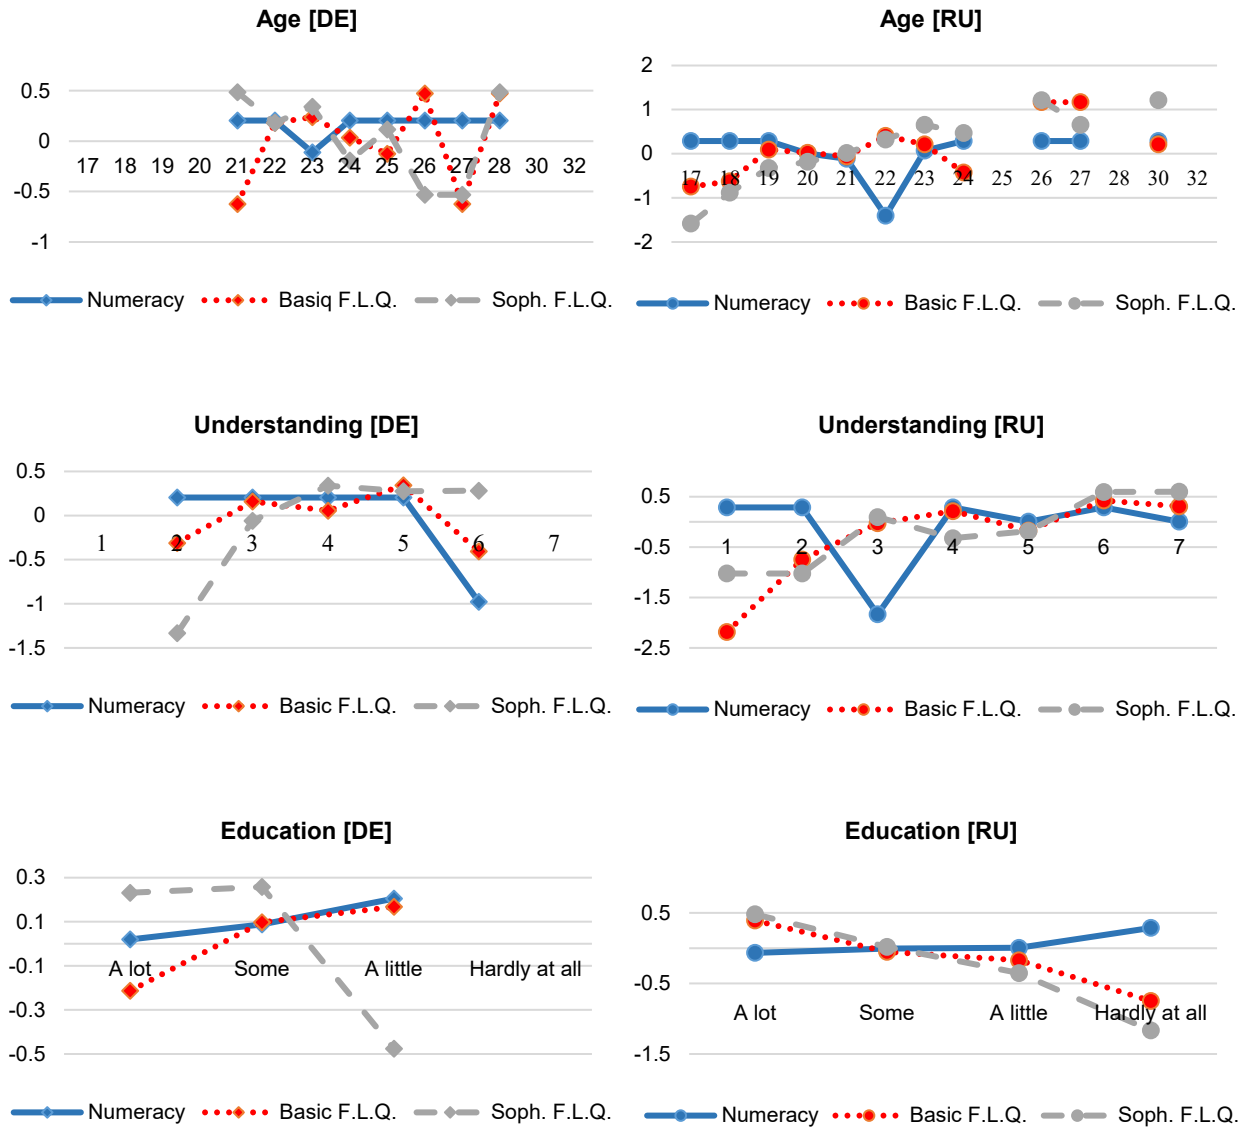 Age [DE]
0.5
0
-0.5
-1
17 18 19 20 21 22 23 24 25 26 27 28 30 32
Numeracy Basiq F.L.Q. Soph. F.L.Q.
Age [RU]
2
1
0
-1
-2
17 18 19 20 21 22 23 24 25 26 27 28 30 32
Numeracy Basic F.L.Q. Soph. F.L.Q.
Understanding [DE]
0.5
0
-0.5
-1
-1.5
1 2 3 4 5 6 7
Numeracy Basic F.L.Q. Soph. F.L.Q.
Understanding [RU]
0.5
-0.5
-1.5
-2.5
1 2 3 4 5 6 7
Numeracy Basic F.L.Q. Soph. F.L.Q.
Education [DE]
0.3
0.1
-0.1
-0.3
-0.5
A lot Some A little Hardly at all
Numeracy Basic F.L.Q. Soph. F.L.Q.
Education [RU]
0.5
-0.5
-1.5
A lot Some A little Hardly at all
Numeracy Basic F.L.Q. Soph. F.L.Q.